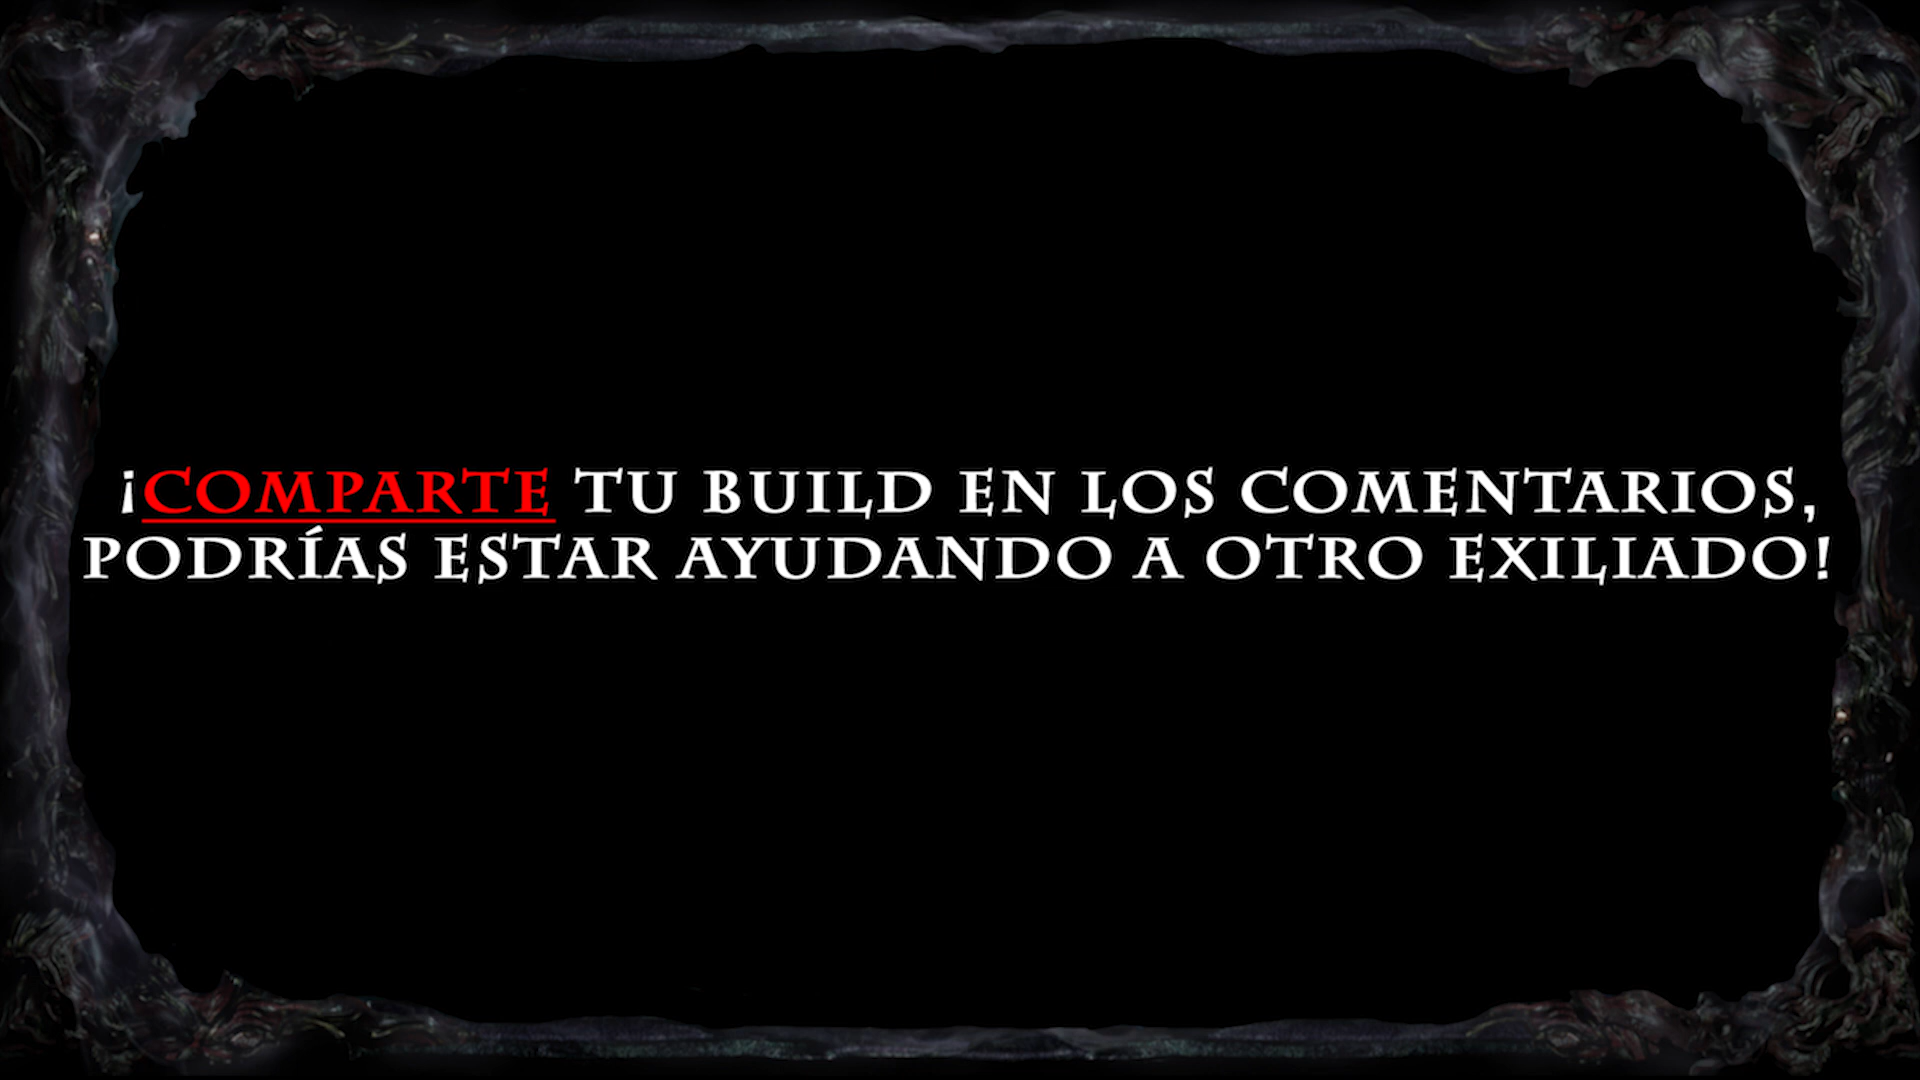 ¡COMPARTE TU BUILD EN LOS COMENTARIOS,
PODRÍAS ESTAR AYUDANDO A OTRO EXILIADO!